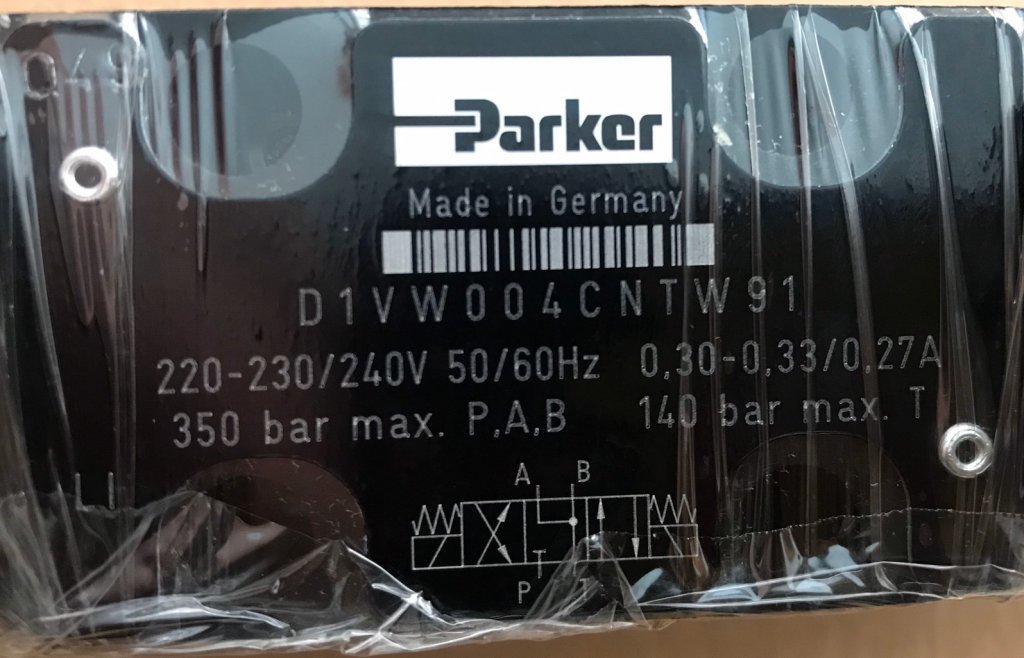 Parker
Made in Germany
D1VW004CNTW91
220-230/240V 50/60Hz 0,30-0,33/0,27A
350 bar max. P,A,B 140 bar max. T
A B
P T